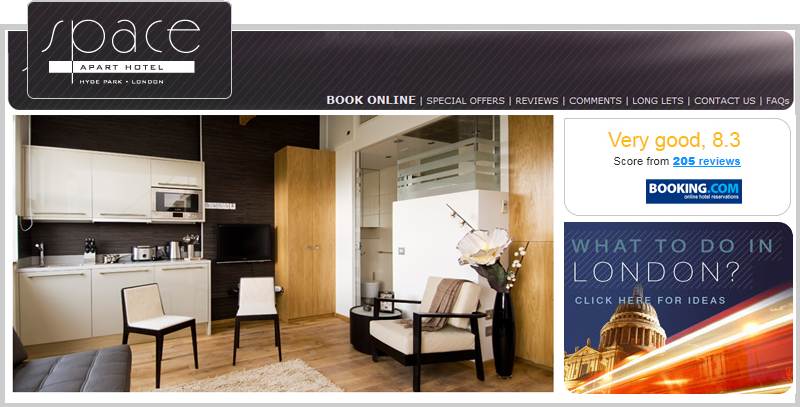 space
APART HOTEL
HYDE PARK • LONDON
BOOK ONLINE | SPECIAL OFFERS | REVIEWS | COMMENTS | LONG LETS | CONTACT US | FAQs
Very good, 8.3
Score from 205 reviews
BOOKING.COM
online hotel reservations
WHAT TO DO IN
LONDON?
CLICK HERE FOR IDEAS